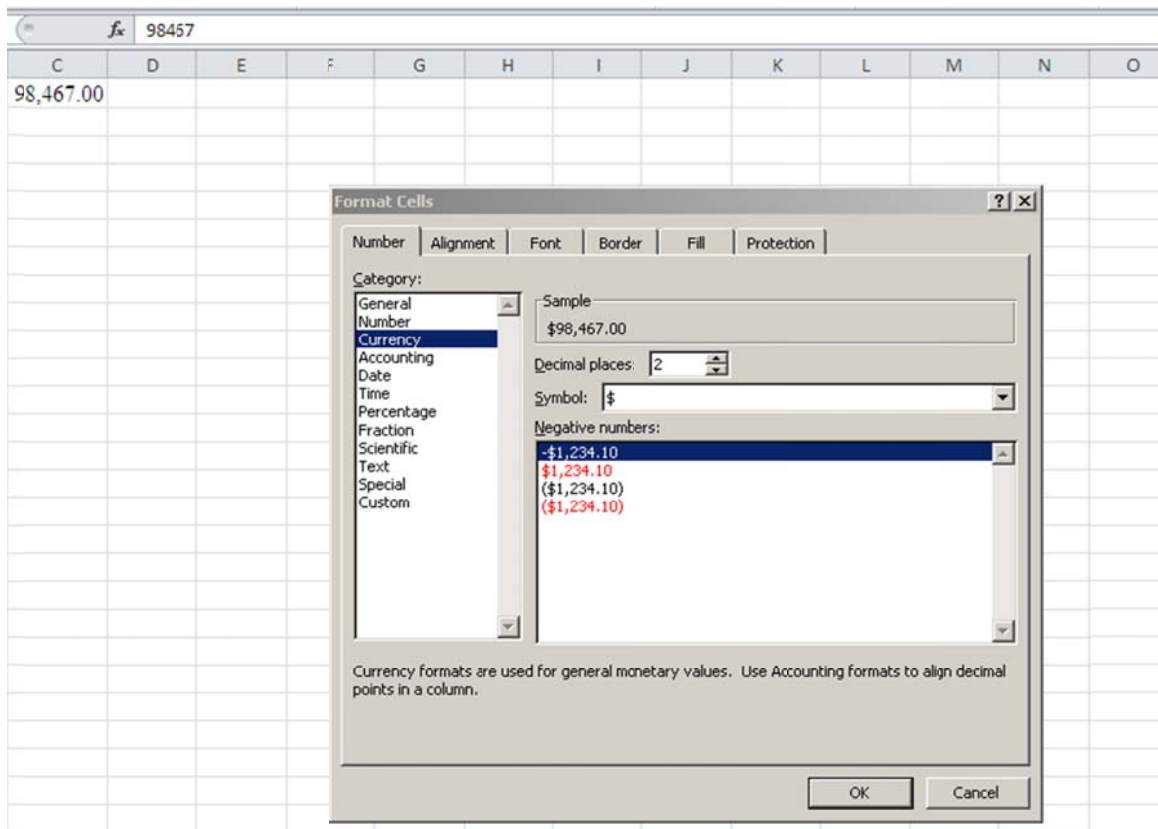 fx 98467
C D E F G H I J K L M N O
98,467.00
Format Cells ? X
Number Alignment Font Border Fill Protection
Category:
General
Number
Currency
Accounting
Date
Time
Percentage
Fraction
Scientific
Text
Special
Custom
Sample
$98,467.00
Decimal places: 2
Symbol: $
Negative numbers:
-$1,234.10
$1,234.10
($1,234.10)
($1,234.10)
Currency formats are used for general monetary values. Use Accounting formats to align decimal
points in a column.
OK Cancel